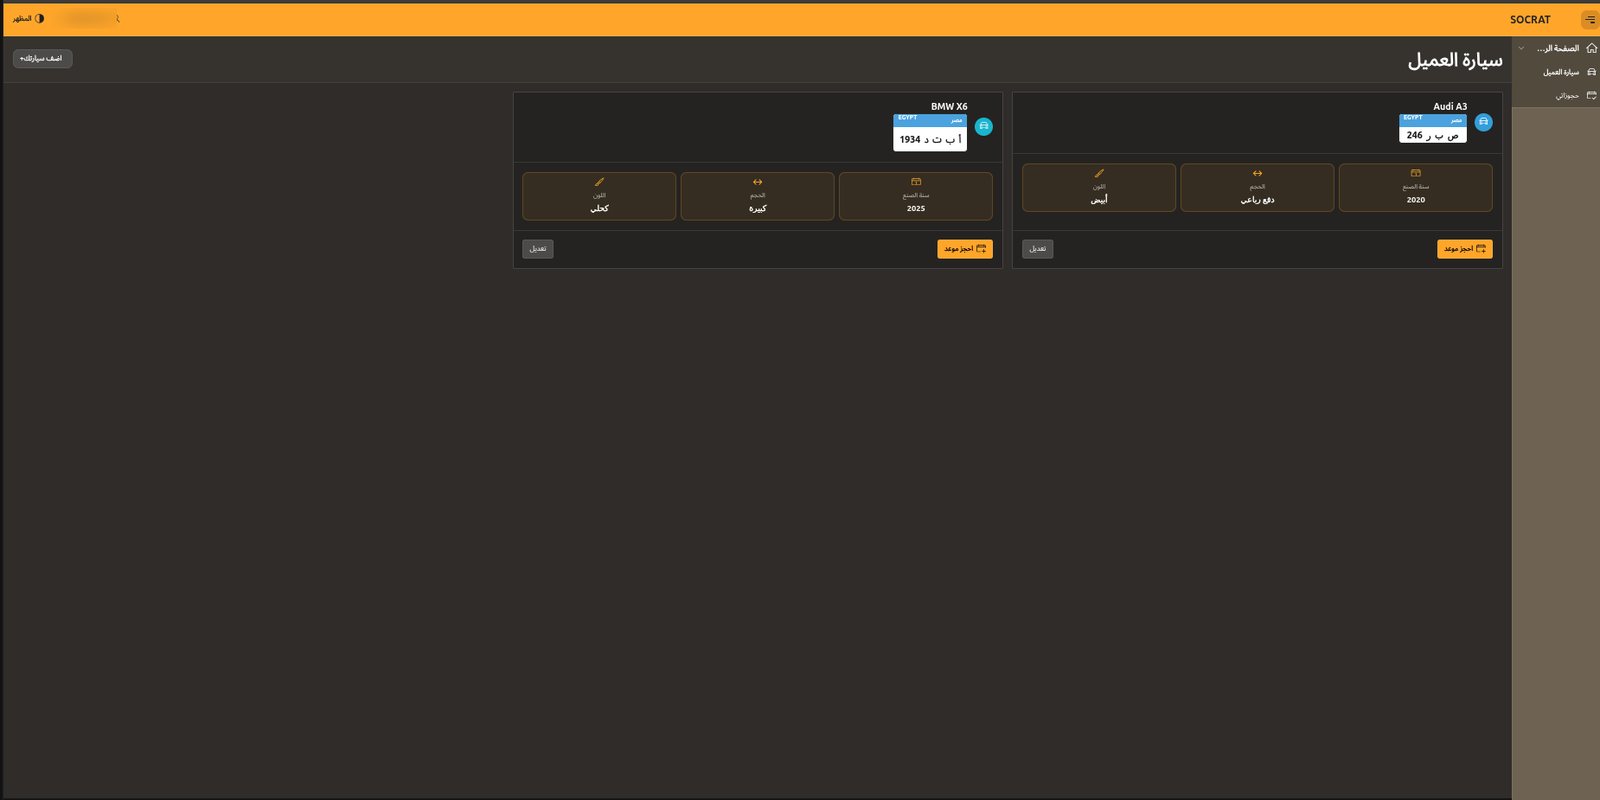 SOCRAT
المظهر
الصفحة الر...
سيارة العميل
حجوزاتي
سيارة العميل
اضف سيارتك+
Audi A3
مصر EGYPT
ص ب ر 246
سنة الصنع
2020
الحجم
دفع رباعي
اللون
أبيض
احجز موعد
تعديل
BMW X6
مصر EGYPT
أ ب ت د 1934
سنة الصنع
2025
الحجم
كبيرة
اللون
كحلي
احجز موعد
تعديل